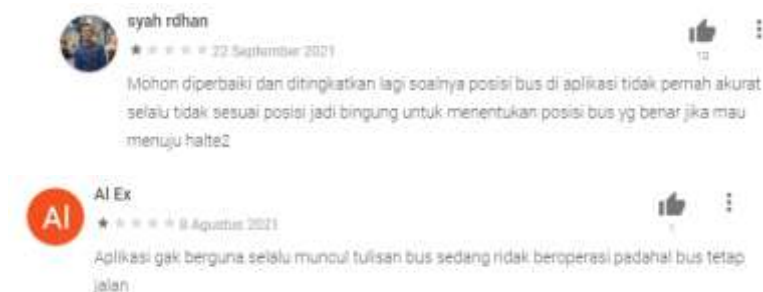 syah rdhan
22 September 2021
Mohon diperbaiki dan ditingkatkan lagi soalnya posisi bus di aplikasi tidak pernah akurat
selalu tidak sesuai posisi jadi bingung untuk menentukan posisi bus yg benar jika mau
menuju halte2
Al Ex
AI
8 Agustus 2021
Aplikasi gak berguna selalu muncul tulisan bus sedang ridak beroperasi padahal bus tetap
jalan